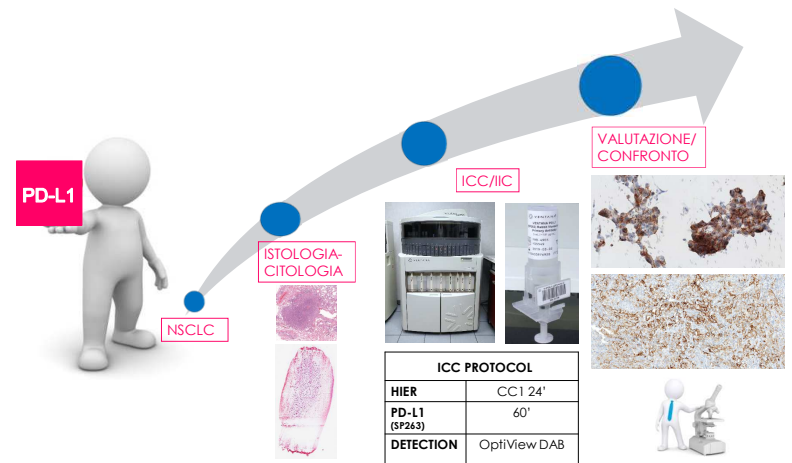 PD-L1
NSCLC
ISTOLOGIA-
CITOLOGIA
ICC/IIC
VALUTAZIONE/
CONFRONTO
VENTANA
ICC PROTOCOL
HIER CC1 24’
PD-L1 60’
(SP263)
DETECTION OptiView DAB